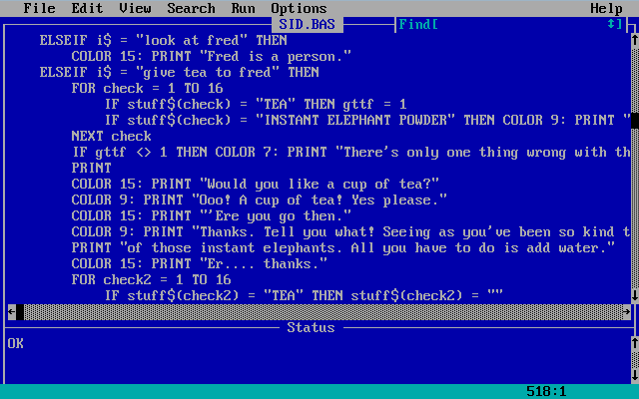 File Edit View Search Run Options Help
SID.BAS Find[ ↕]
ELSEIF i$ = "look at fred" THEN
COLOR 15: PRINT "Fred is a person."
ELSEIF i$ = "give tea to fred" THEN
FOR check = 1 TO 16
IF stuff$(check) = "TEA" THEN gttf = 1
IF stuff$(check) = "INSTANT ELEPHANT POWDER" THEN COLOR 9: PRINT "
NEXT check
IF gttf <> 1 THEN COLOR 7: PRINT "There's only one thing wrong with th
PRINT
COLOR 15: PRINT "Would you like a cup of tea?"
COLOR 9: PRINT "Ooo! A cup of tea! Yes please."
COLOR 15: PRINT "'Ere you go then."
COLOR 9: PRINT "Thanks. Tell you what! Seeing as you've been so kind t
PRINT "of those instant elephants. All you have to do is add water."
COLOR 15: PRINT "Er.... thanks."
FOR check2 = 1 TO 16
IF stuff$(check2) = "TEA" THEN stuff$(check2) = ""
Status
OK
518:1